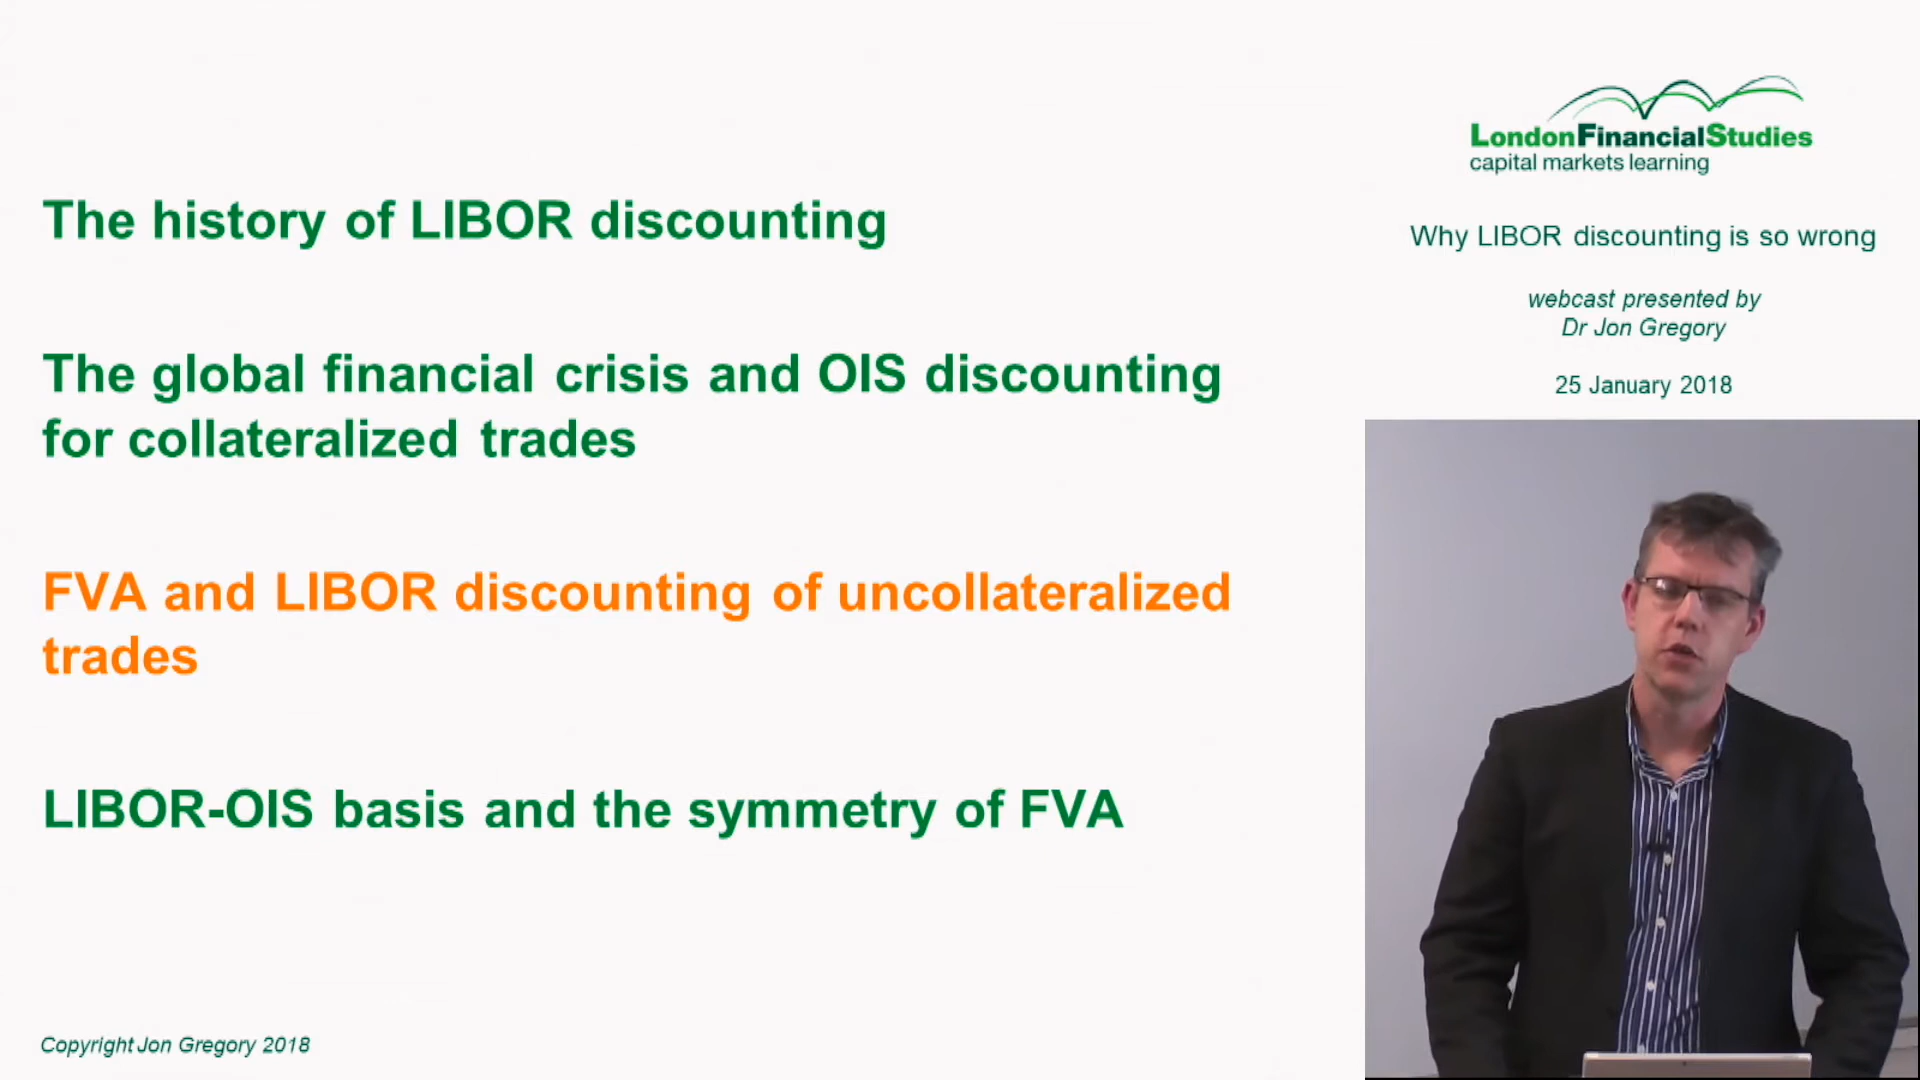 The history of LIBOR discounting
The global financial crisis and OIS discounting
for collateralized trades
FVA and LIBOR discounting of uncollateralized
trades
LIBOR-OIS basis and the symmetry of FVA
Copyright Jon Gregory 2018
LondonFinancialStudies
capital markets learning
Why LIBOR discounting is so wrong
webcast presented by
Dr Jon Gregory
25 January 2018